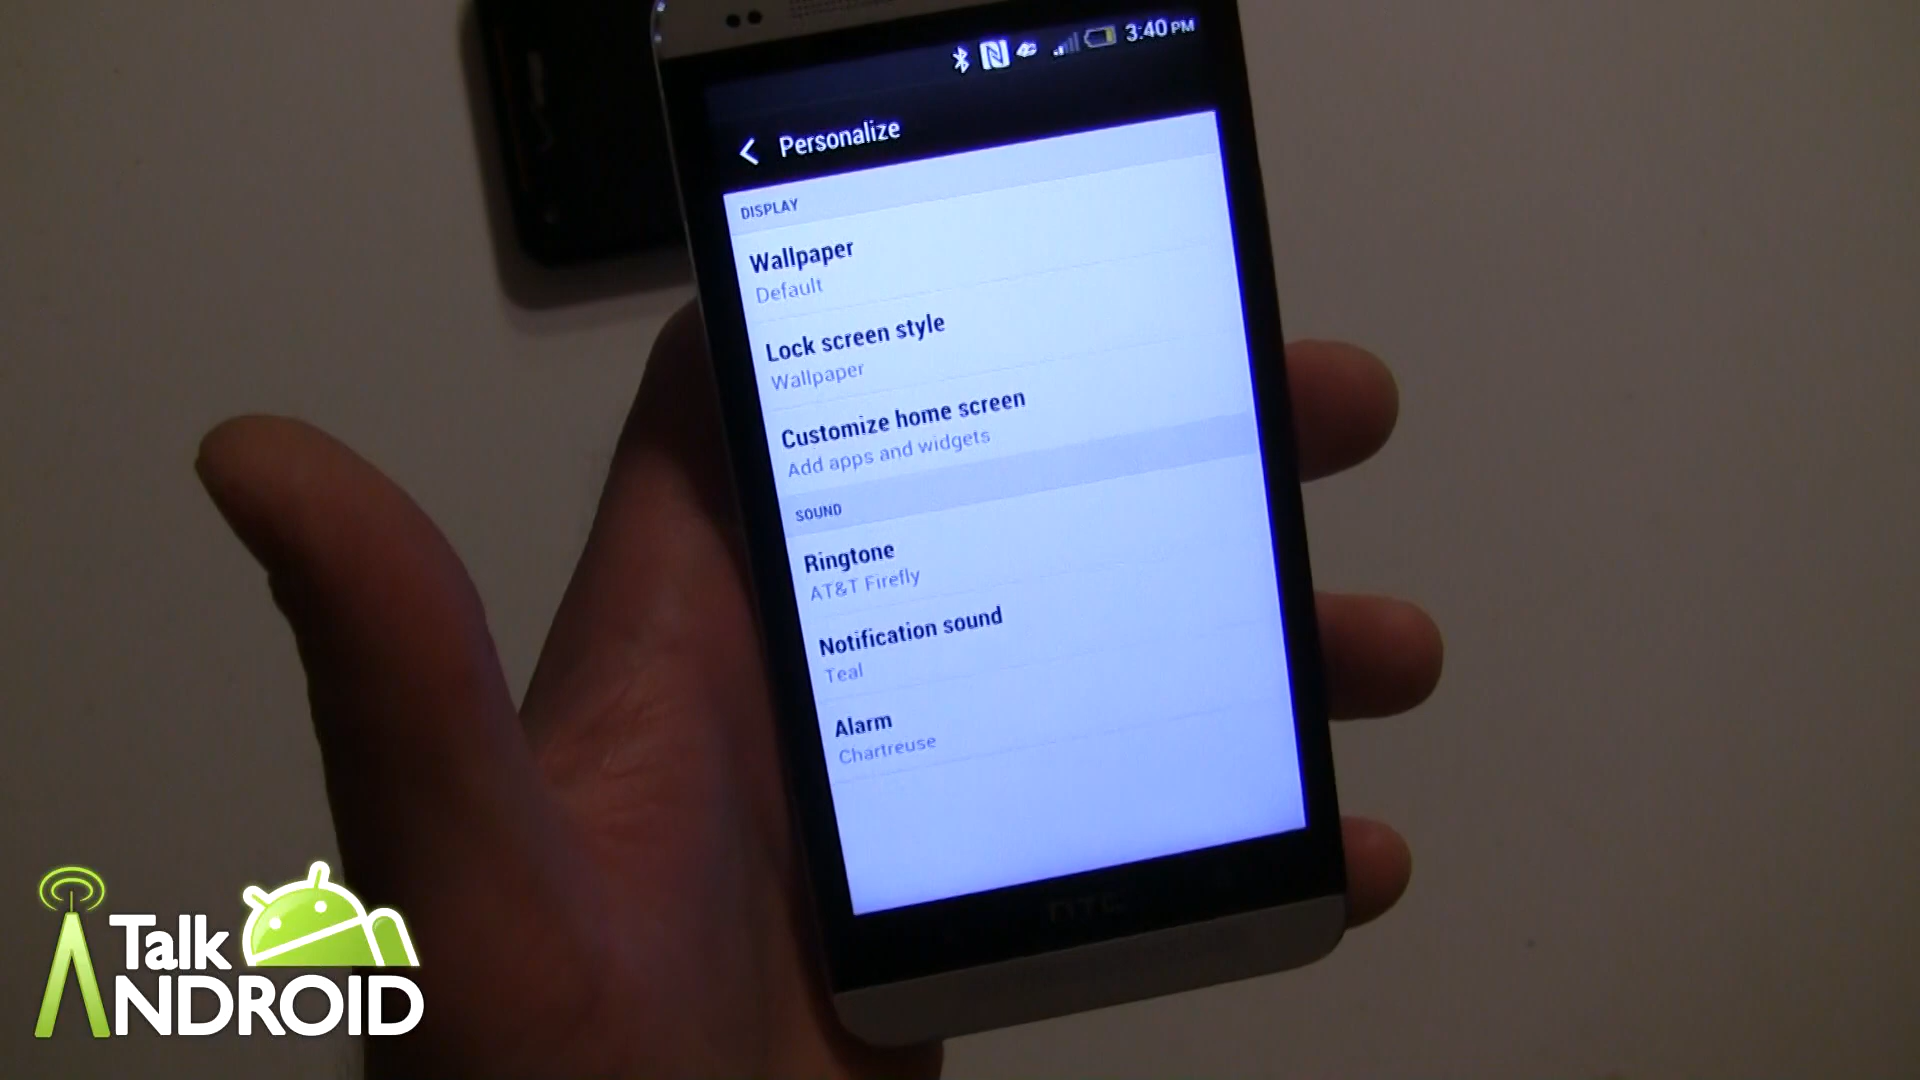 3:40 PM
Personalize
DISPLAY
Wallpaper
Default
Lock screen style
Wallpaper
Customize home screen
Add apps and widgets
SOUND
Ringtone
AT&T Firefly
Notification sound
Teal
Alarm
Chartreuse
hTC
Talk
ANDROID